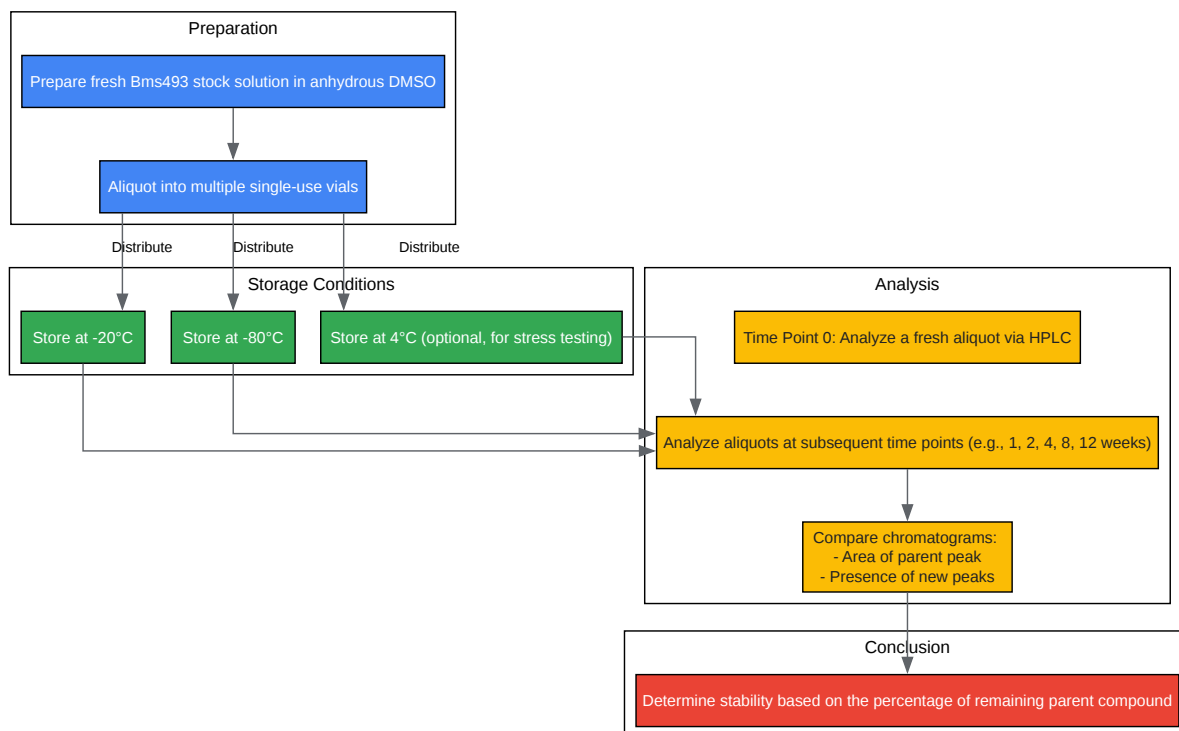 Preparation
Prepare fresh Bms493 stock solution in anhydrous DMSO
Aliquot into multiple single-use vials
Distribute
Distribute
Distribute
Storage Conditions
Store at -20°C
Store at -80°C
Store at 4°C (optional, for stress testing)
Analysis
Time Point 0: Analyze a fresh aliquot via HPLC
Analyze aliquots at subsequent time points (e.g., 1, 2, 4, 8, 12 weeks)
Compare chromatograms:
- Area of parent peak
- Presence of new peaks
Conclusion
Determine stability based on the percentage of remaining parent compound